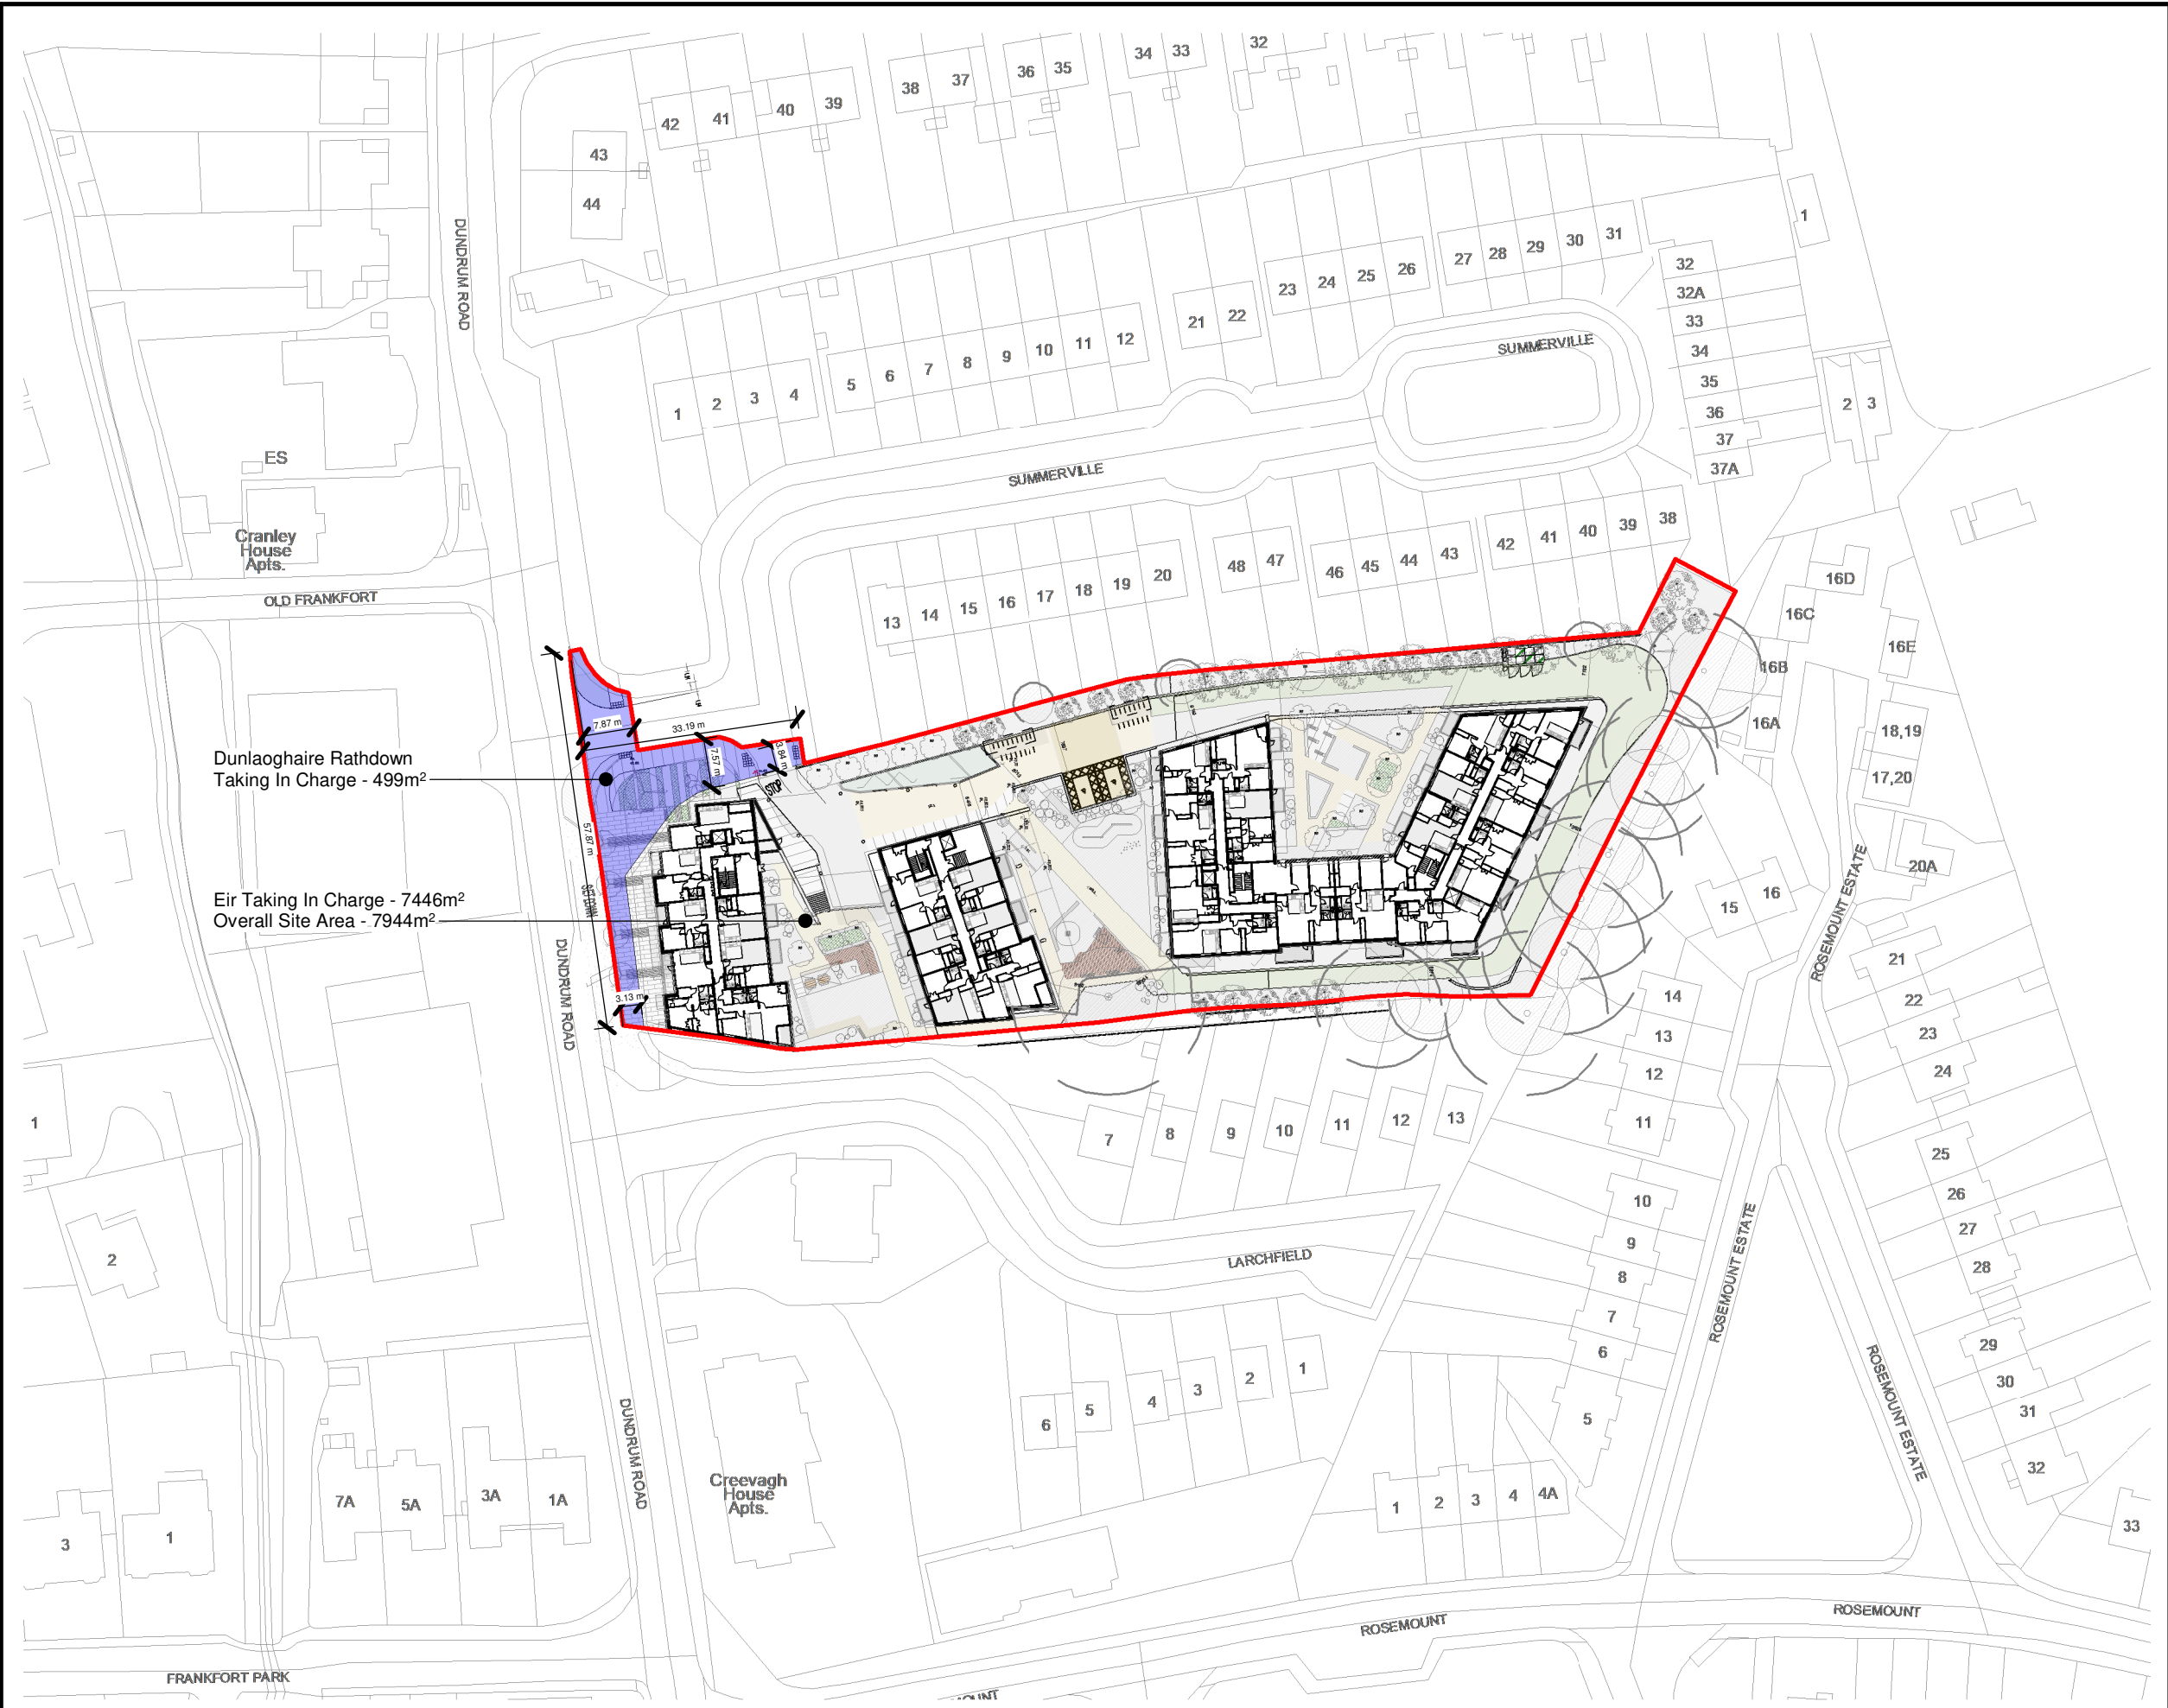 34
33
32
38
37
36
35
42
41
40
39
43
44
DUNDRUM ROAD
1
27
28
29
30
31
23
24
25
26
32
32A
33
34
35
36
37
37A
21
22
SUMMERVILLE
5
6
7
8
9
10
11
12
1
2
3
4
2
3
ES
SUMMERVILLE
Cranley
House
Apts.
OLD FRANKFORT
13
14
15
16
17
18
19
20
48
47
46
45
44
43
42
41
40
39
38
16D
16C
16E
16B
16A
18,19
17,20
20A
7.87 m
33.19 m
7.57 m
3.84 m
STOP
Dunlaoghaire Rathdown
Taking In Charge - 499m²
57.87 m
Eir Taking In Charge - 7446m²
Overall Site Area - 7944m²
3.13 m
DUNDRUM ROAD
15
16
ROSEMOUNT ESTATE
14
13
12
11
21
22
23
24
25
26
27
28
29
30
31
32
33
7
8
9
10
11
12
13
LARCHFIELD
10
9
8
7
6
5
ROSEMOUNT ESTATE
ROSEMOUNT ESTATE
1
2
3
1
7A
5A
3A
1A
DUNDRUM ROAD
Creevagh
House
Apts.
6
5
4
3
2
1
1
2
3
4
4A
ROSEMOUNT
ROSEMOUNT
FRANKFORT PARK